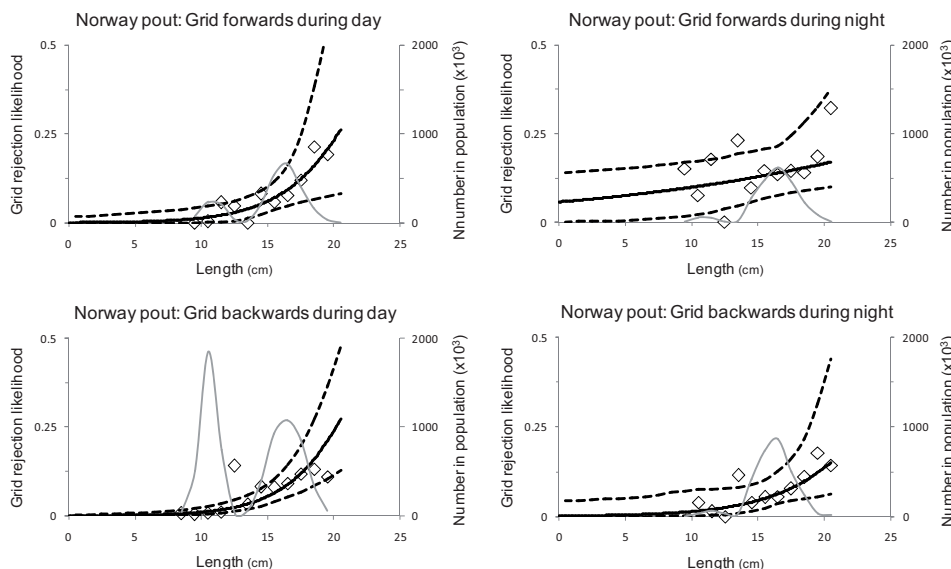 Norway pout: Grid forwards during day
Grid rejection likelihood
0.5
0.25
0
2000
1000
0
Nnumber in population (x10³)
0 5 10 15 20 25
Length (cm)
Norway pout: Grid forwards during night
Grid rejection likelihood
0.5
0.25
0
2000
1000
0
Number in population (x10³)
0 5 10 15 20 25
Length (cm)
Norway pout: Grid backwards during day
Grid rejection likelihood
0.5
0.25
0
2000
1000
0
Number in population (x10³)
0 5 10 15 20 25
Length (cm)
Norway pout: Grid backwards during night
Grid rejection likelihood
0.5
0.25
0
2000
1000
0
Number in population (x10³)
0 5 10 15 20 25
Length (cm)